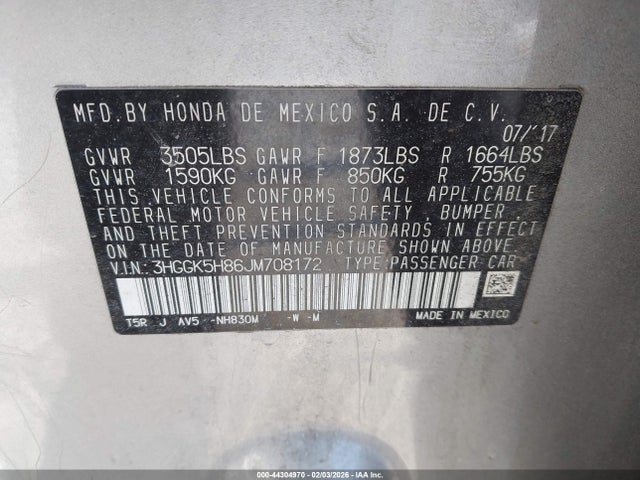 MFD.BY HONDA DE MEXICO S.A. DE C.V.
07/'17
GVWR 3505LBS GAWR F 1873LBS R 1664LBS
GVWR 1590KG GAWR F 850KG R 755KG
THIS VEHICLE CONFORMS TO ALL APPLICABLE
FEDERAL MOTOR VEHICLE SAFETY , BUMPER ,
AND THEFT PREVENTION STANDARDS IN EFFECT
ON THE DATE OF MANUFACTURE SHOWN ABOVE.
V.I.N: 3HGGK5H86JM708172 TYPE:PASSENGER CAR
T5R J AV5 -NH830M -W -M MADE IN MEXICO
000-44304970 | 02/03/2026 - IAA Inc.